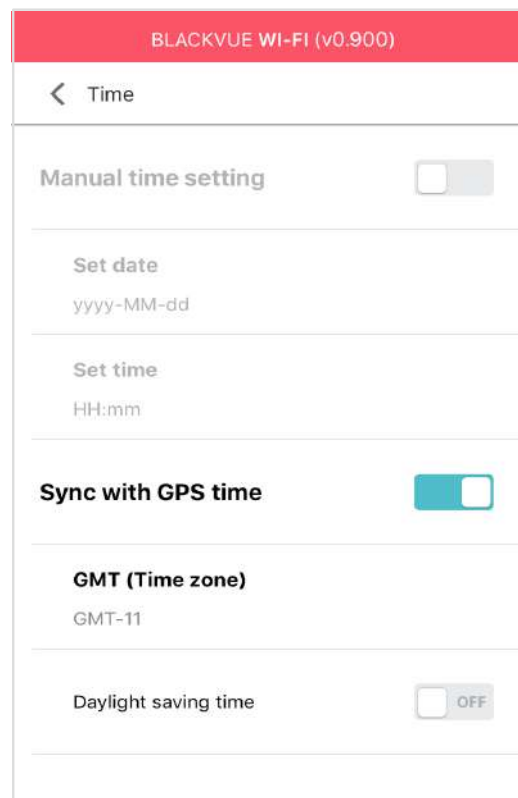 BLACKVUE WI-FI (v0.900)
Time
Manual time setting
Set date
yyyy-MM-dd
Set time
HH:mm
Sync with GPS time
GMT (Time zone)
GMT-11
Daylight saving time OFF